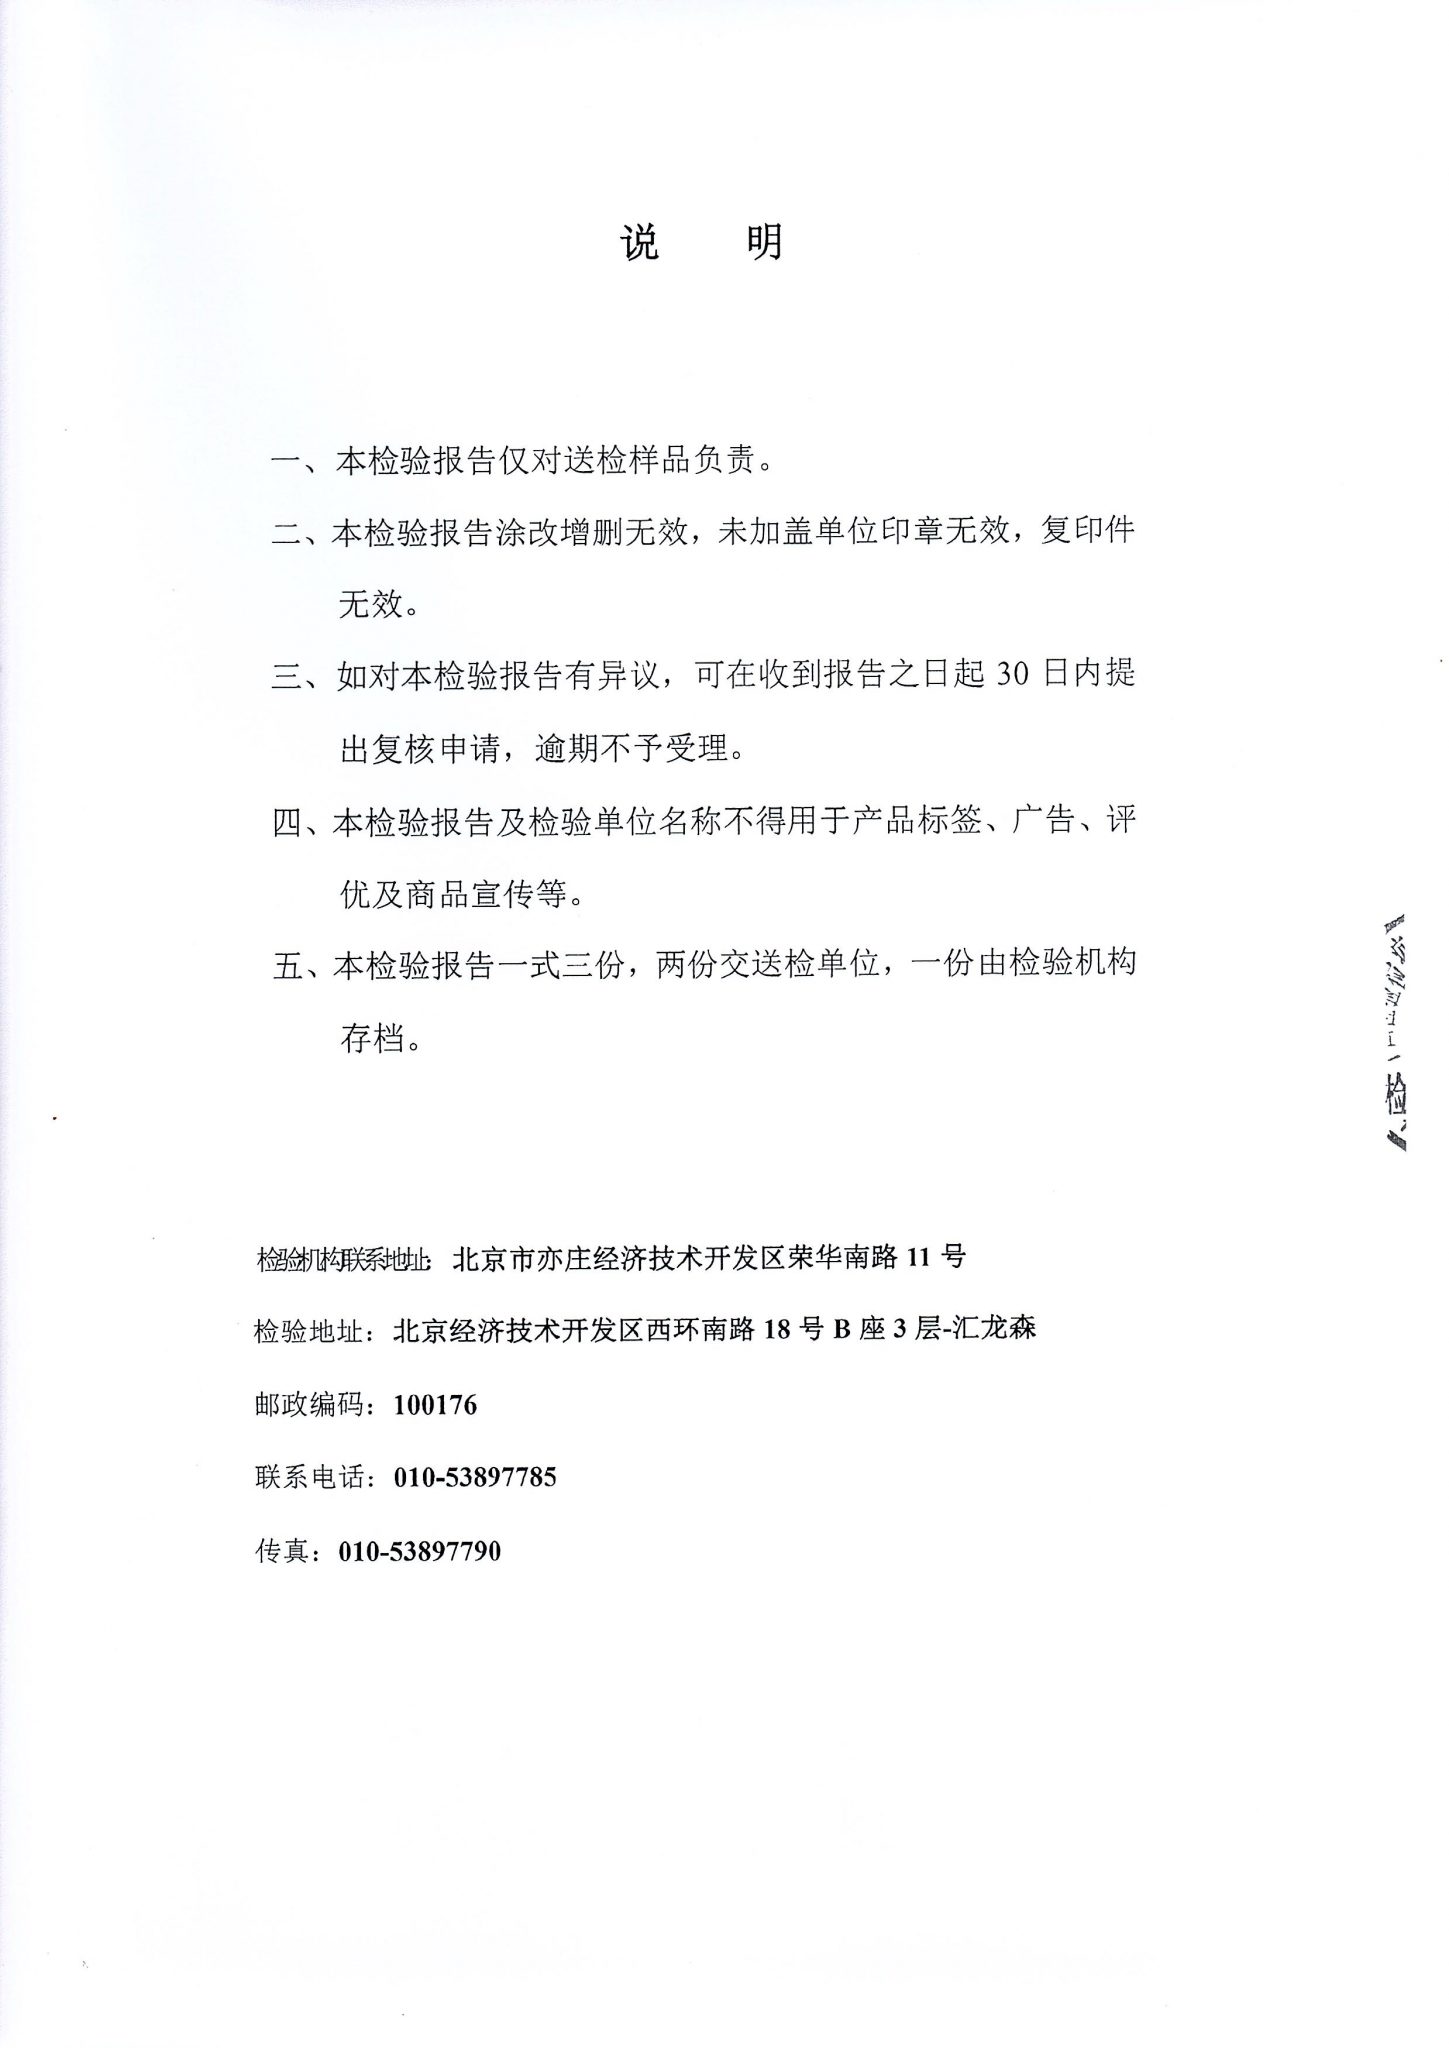 说 明
一、本检验报告仅对送检样品负责。
二、本检验报告涂改增删无效，未加盖单位印章无效，复印件
无效。
三、如对本检验报告有异议，可在收到报告之日起 30 日内提
出复核申请，逾期不予受理。
四、本检验报告及检验单位名称不得用于产品标签、广告、评
优及商品宣传等。
五、本检验报告一式三份，两份交送检单位，一份由检验机构
存档。
检
检验机构联系地址：北京市亦庄经济技术开发区荣华南路 11 号
检验地址：北京经济技术开发区西环南路 18 号 B 座 3 层-汇龙森
邮政编码：100176
联系电话：010-53897785
传真：010-53897790